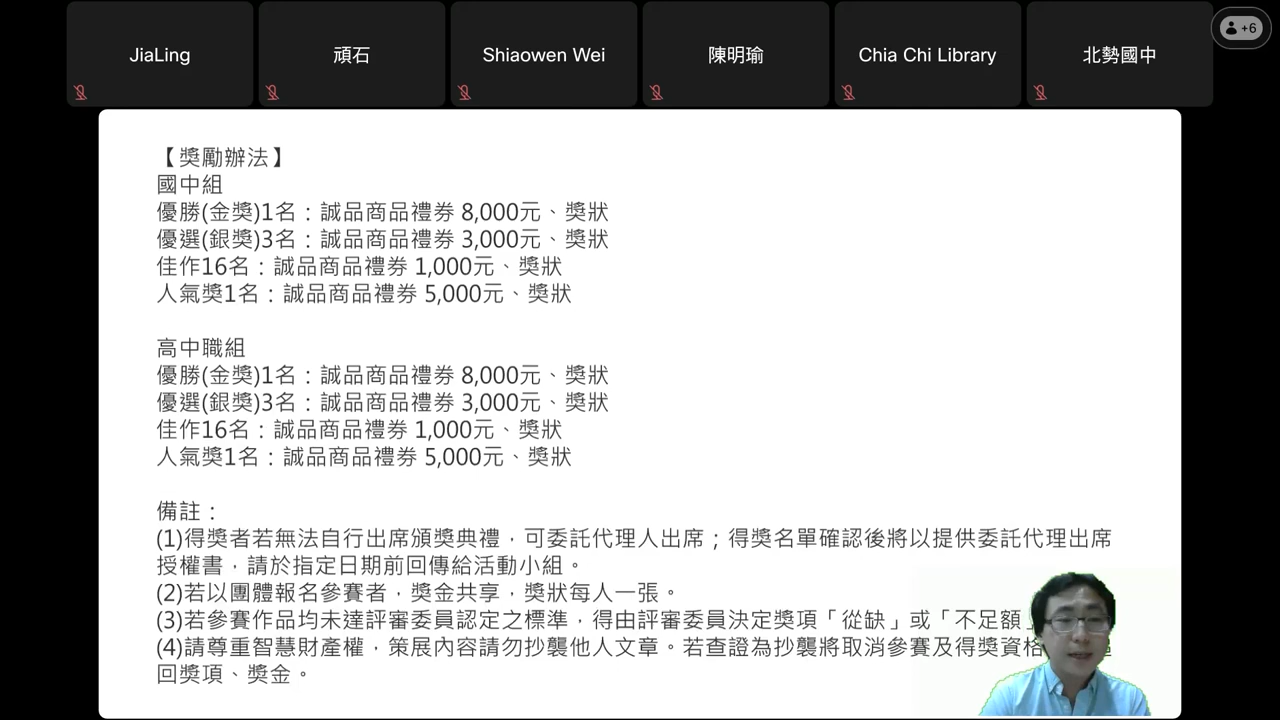 JiaLing
頑石
Shiaowen Wei
陳明瑜
Chia Chi Library
北勢國中
+6
【獎勵辦法】
國中組
優勝(金獎)1名：誠品商品禮券 8,000元、獎狀
優選(銀獎)3名：誠品商品禮券 3,000元、獎狀
佳作16名：誠品商品禮券 1,000元、獎狀
人氣獎1名：誠品商品禮券 5,000元、獎狀
高中職組
優勝(金獎)1名：誠品商品禮券 8,000元、獎狀
優選(銀獎)3名：誠品商品禮券 3,000元、獎狀
佳作16名：誠品商品禮券 1,000元、獎狀
人氣獎1名：誠品商品禮券 5,000元、獎狀
備註：
(1)得獎者若無法自行出席頒獎典禮，可委託代理人出席；得獎名單確認後將以提供委託代理出席
授權書，請於指定日期前回傳給活動小組。
(2)若以團體報名參賽者，獎金共享，獎狀每人一張。
(3)若參賽作品均未達評審委員認定之標準，得由評審委員決定獎項「從缺」或「不足額」
(4)請尊重智慧財產權，策展內容請勿抄襲他人文章。若查證為抄襲將取消參賽及得獎資格
回獎項、獎金。